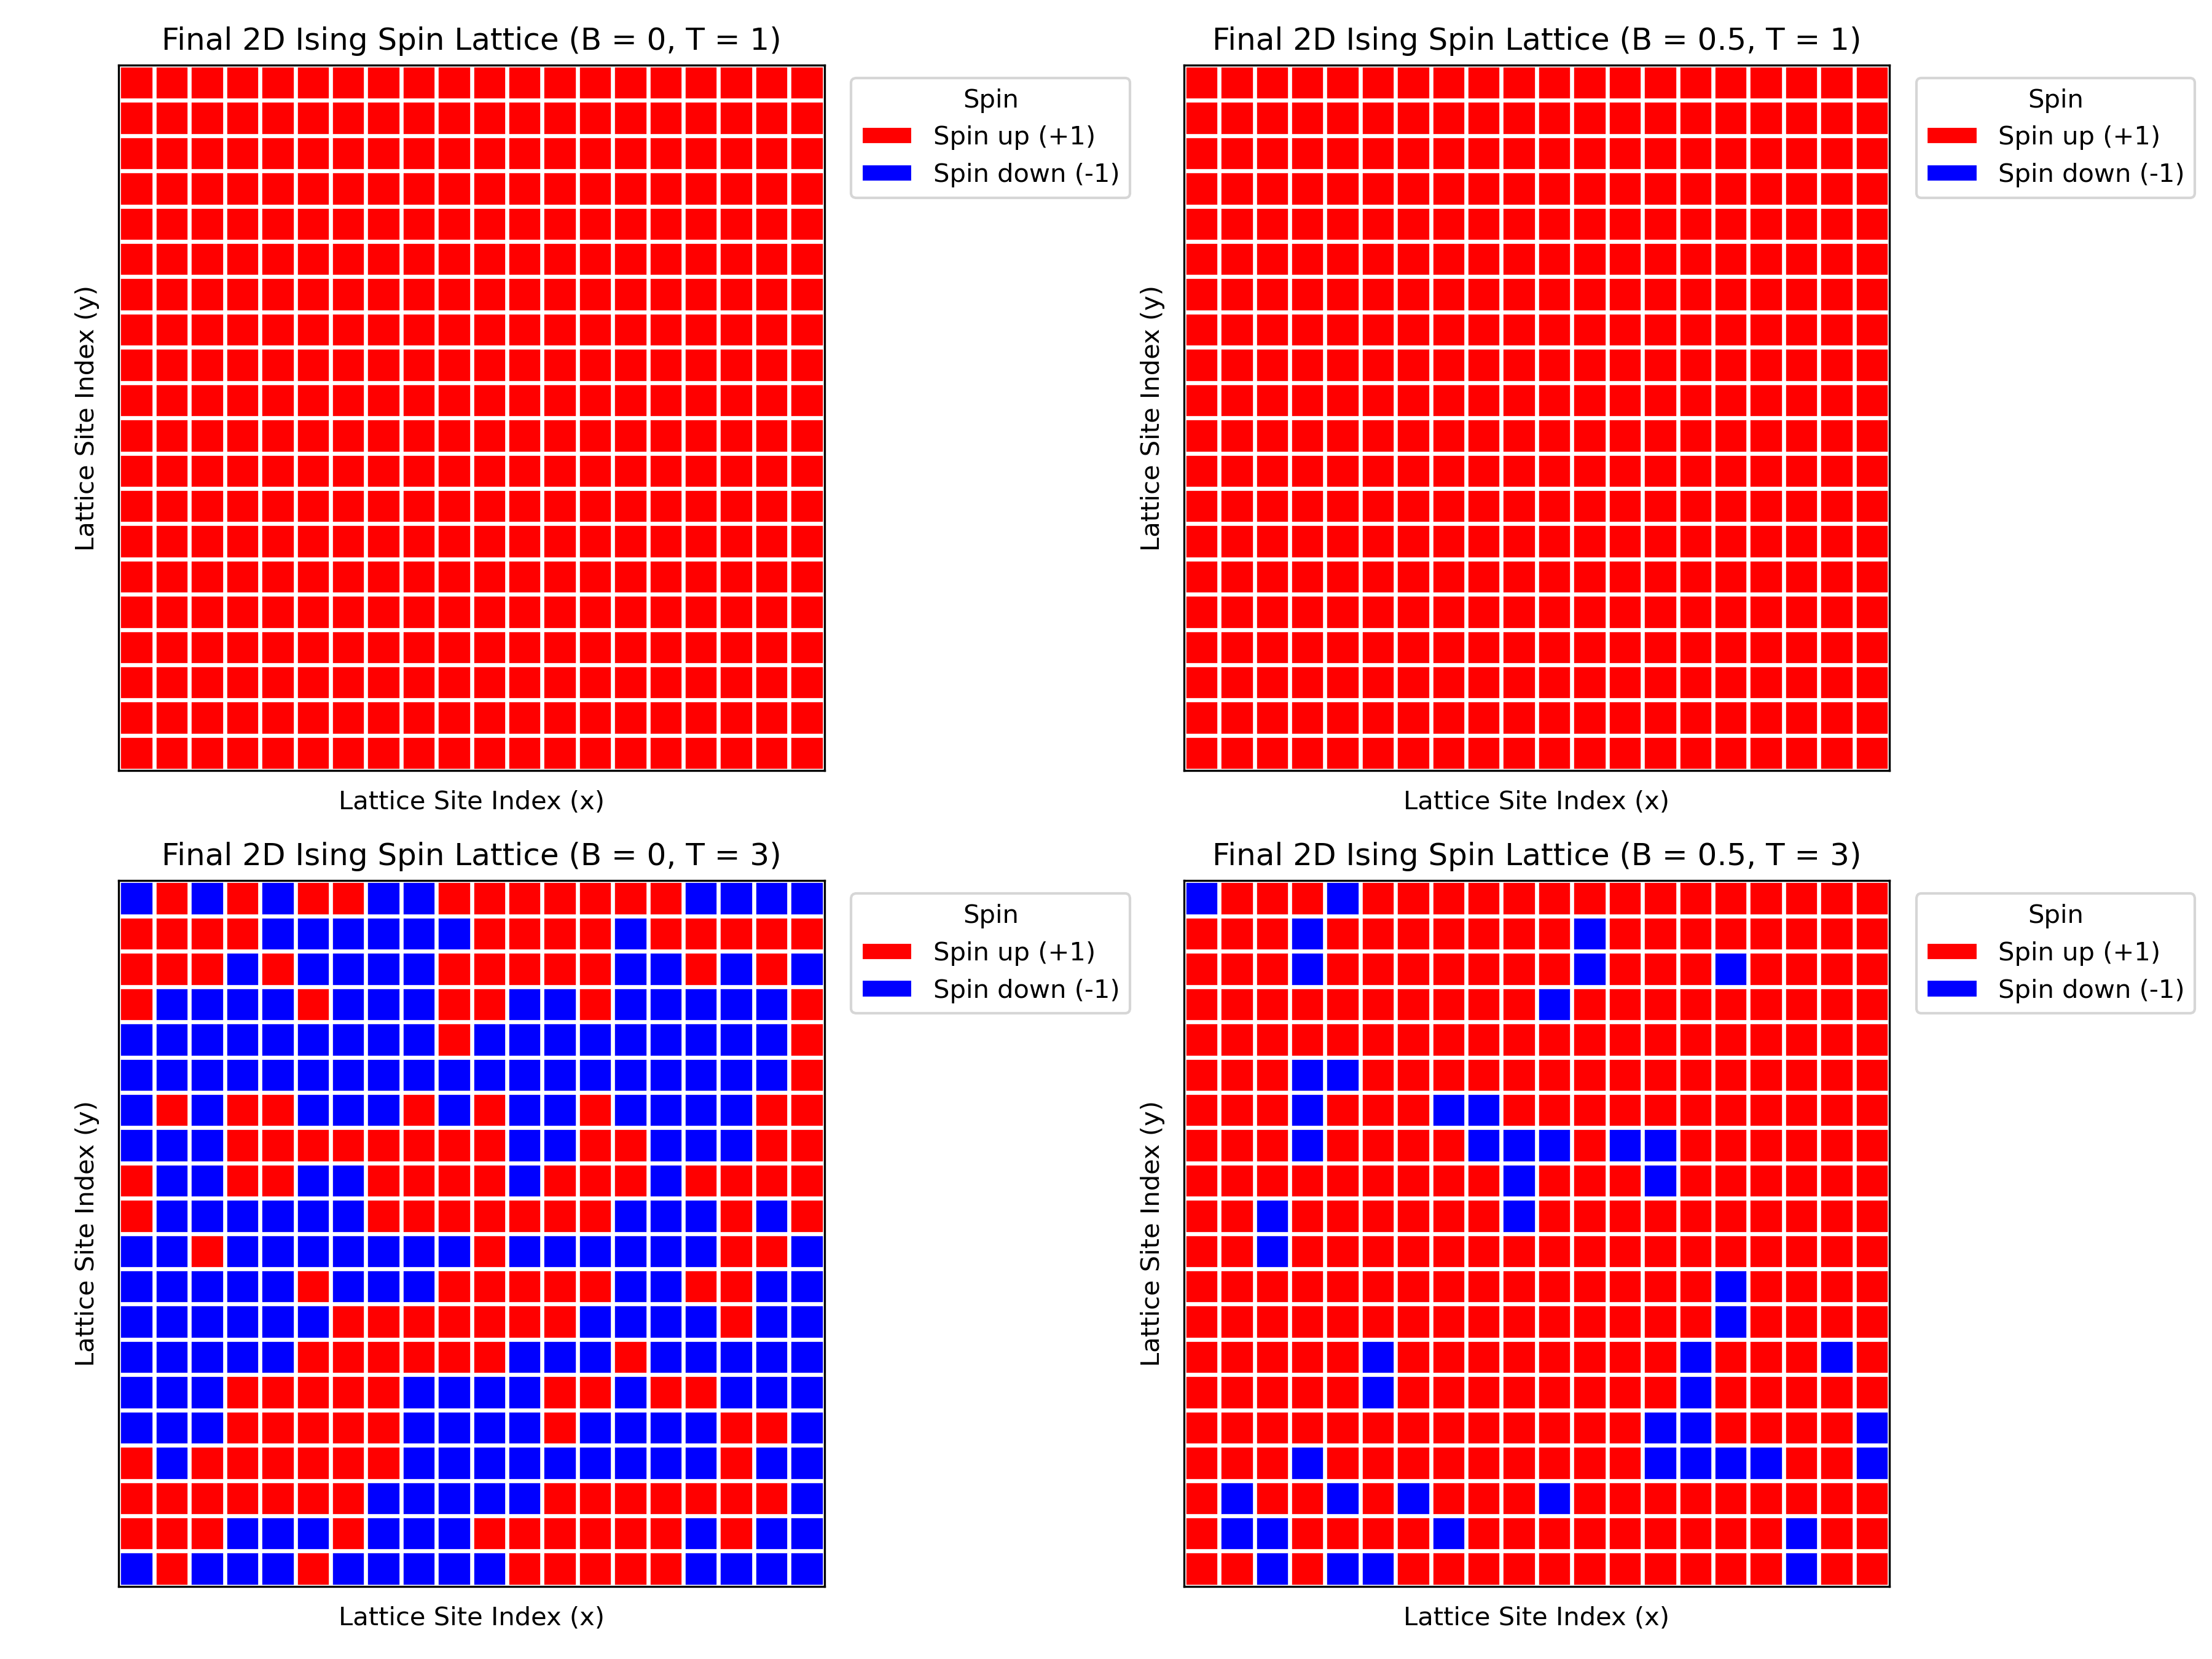 Final 2D Ising Spin Lattice (B = 0, T = 1)
Lattice Site Index (y)
Lattice Site Index (x)
Spin
Spin up (+1)
Spin down (-1)
Final 2D Ising Spin Lattice (B = 0.5, T = 1)
Lattice Site Index (y)
Lattice Site Index (x)
Spin
Spin up (+1)
Spin down (-1)
Final 2D Ising Spin Lattice (B = 0, T = 3)
Lattice Site Index (y)
Lattice Site Index (x)
Spin
Spin up (+1)
Spin down (-1)
Final 2D Ising Spin Lattice (B = 0.5, T = 3)
Lattice Site Index (y)
Lattice Site Index (x)
Spin
Spin up (+1)
Spin down (-1)